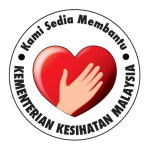 Kami Sedia Membantu
• KEMENTERIAN KESIHATAN MALAYSIA •